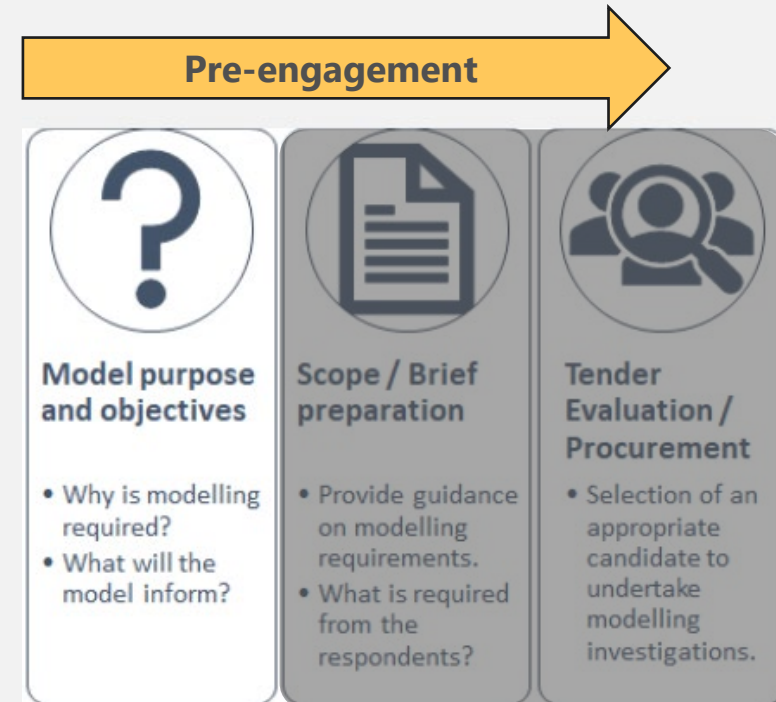 Pre-engagement
Model purpose
and objectives
• Why is modelling
required?
• What will the
model inform?
Scope / Brief
preparation
• Provide guidance
on modelling
requirements.
• What is required
from the
respondents?
Tender
Evaluation /
Procurement
• Selection of an
appropriate
candidate to
undertake
modelling
investigations.